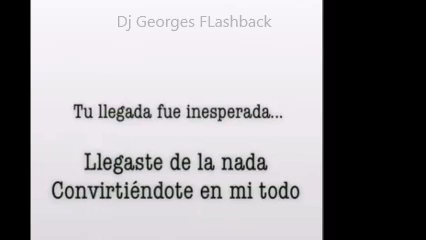 Dj Georges FLashback
Tu llegada fue inesperada...
Llegaste de la nada
Convirtiéndote en mi todo